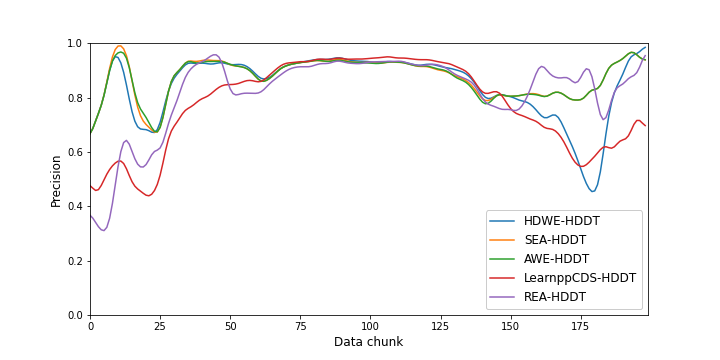 1.0
0.8
0.6
0.4
0.2
0.0
Precision
0
25
50
75
100
125
150
175
Data chunk
HDWE-HDDT
SEA-HDDT
AWE-HDDT
LearnppCDS-HDDT
REA-HDDT